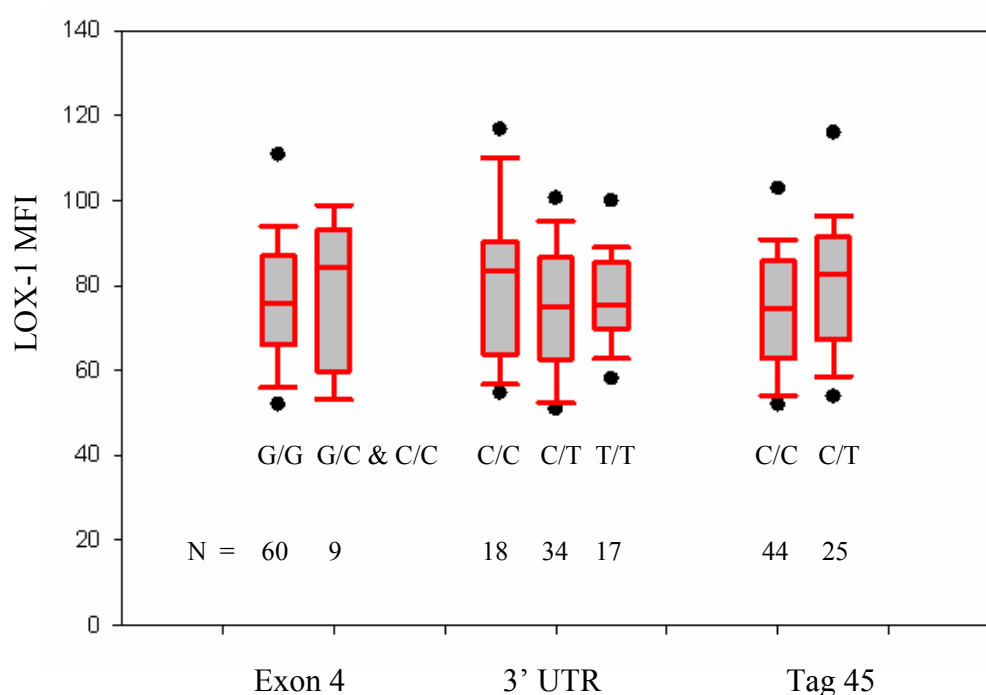 140
120
100
80
60
40
20
0
LOX-1 MFI
G/G G/C & C/C C/C C/T T/T C/C C/T
N = 60 9 18 34 17 44 25
Exon 4 3’ UTR Tag 45